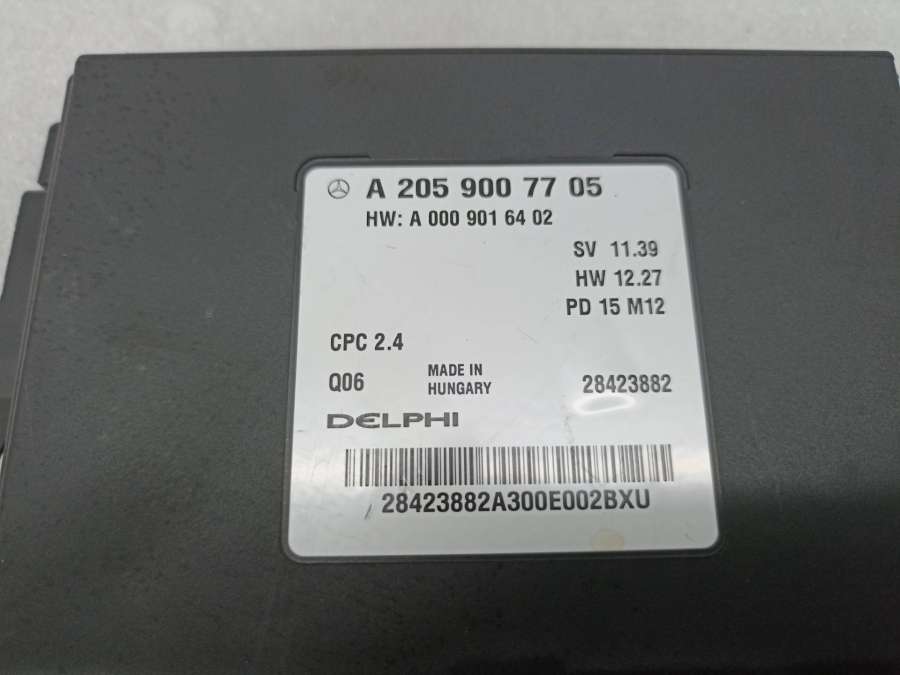 A 205 900 77 05
HW: A 000 901 64 02
SV 11.39
HW 12.27
PD 15 M12
CPC 2.4
Q06
MADE IN
HUNGARY
28423882
DELPHI
28423882A300E002BXU